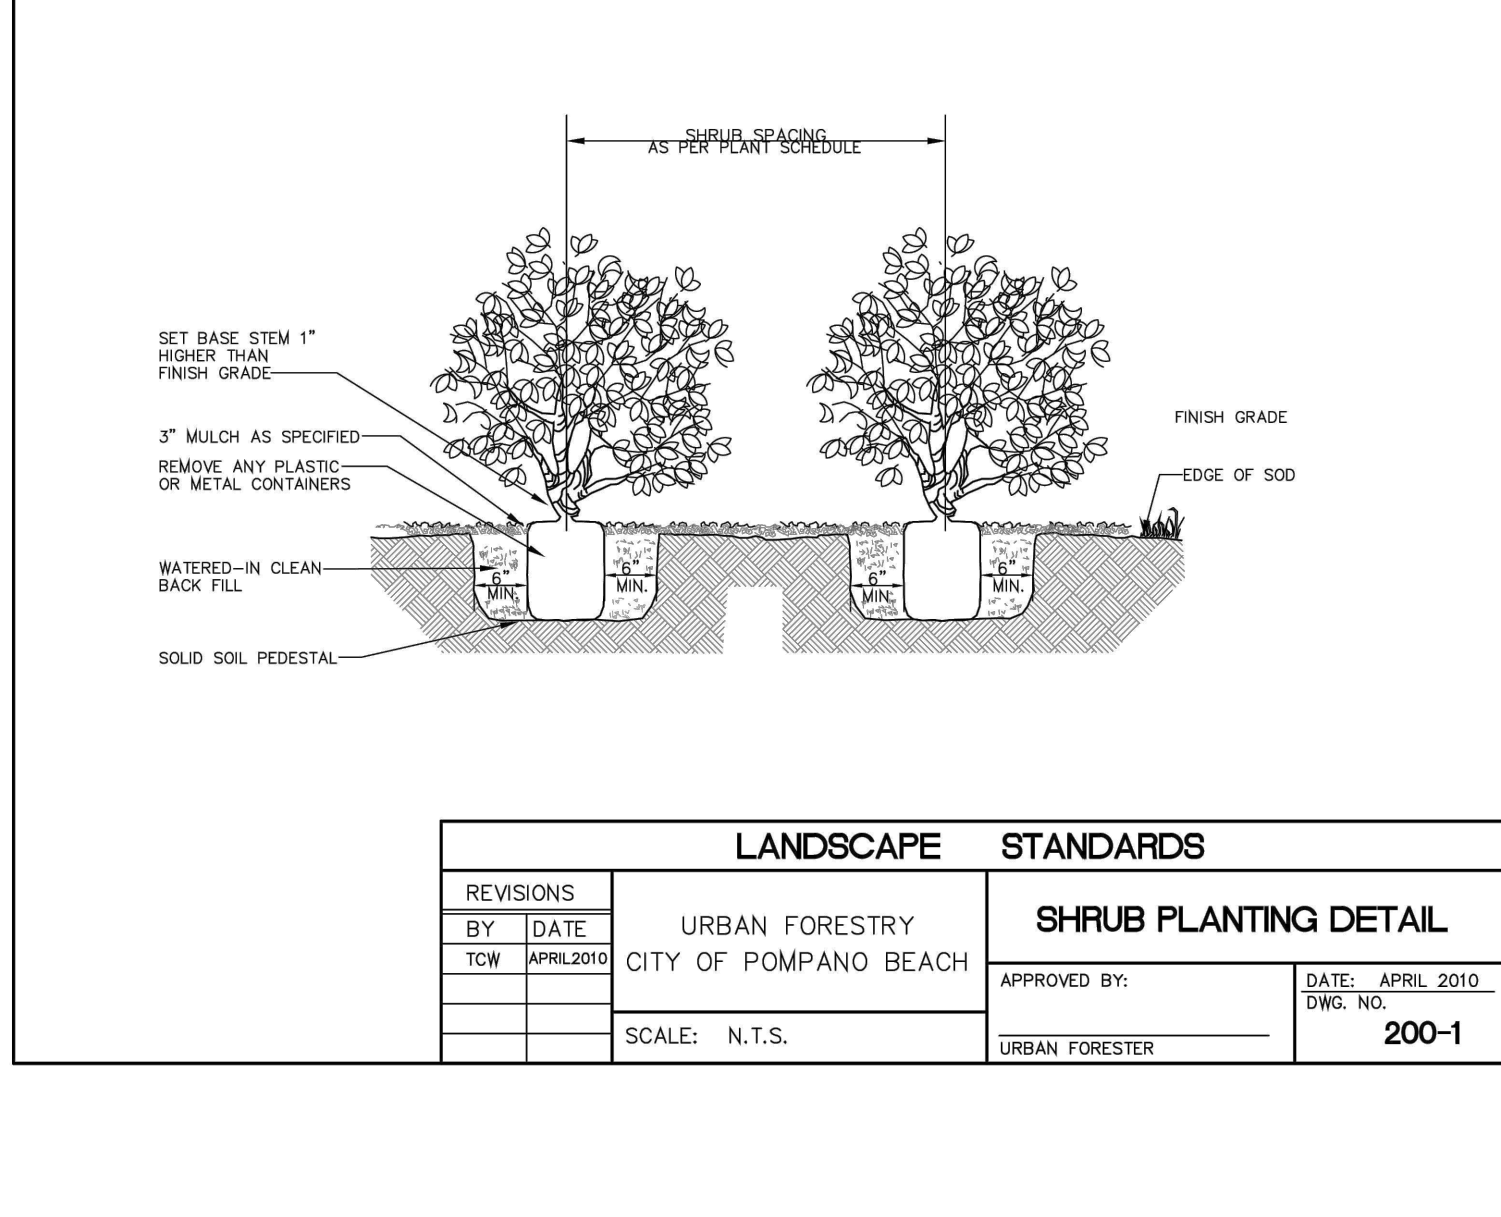 SHRUB SPACING
AS PER PLANT SCHEDULE
SET BASE STEM 1"
HIGHER THAN
FINISH GRADE
3" MULCH AS SPECIFIED
REMOVE ANY PLASTIC
OR METAL CONTAINERS
WATERED-IN CLEAN
BACK FILL
SOLID SOIL PEDESTAL
6"
MIN.
6"
MIN.
6"
MIN.
6"
MIN.
FINISH GRADE
EDGE OF SOD
LANDSCAPE STANDARDS
REVISIONS
BY DATE
TCW APRIL2010
URBAN FORESTRY
CITY OF POMPANO BEACH
SCALE: N.T.S.
SHRUB PLANTING DETAIL
APPROVED BY:
URBAN FORESTER
DATE: APRIL 2010
DWG. NO.
200-1